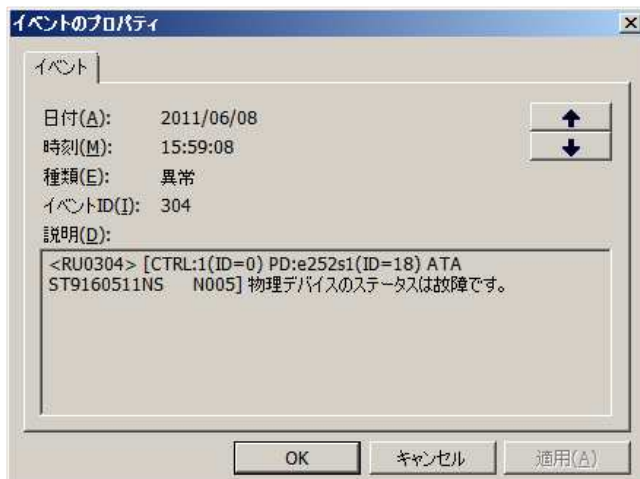 イベントのプロパティ
イベント
日付(A): 2011/06/08
時刻(M): 15:59:08
種類(E): 異常
イベントID(I): 304
説明(D):
<RU0304> [CTRL:1(ID=0) PD:e252s1(ID=18) ATA
ST9160511NS N005] 物理デバイスのステータスは故障です。
OK キャンセル 適用(A)